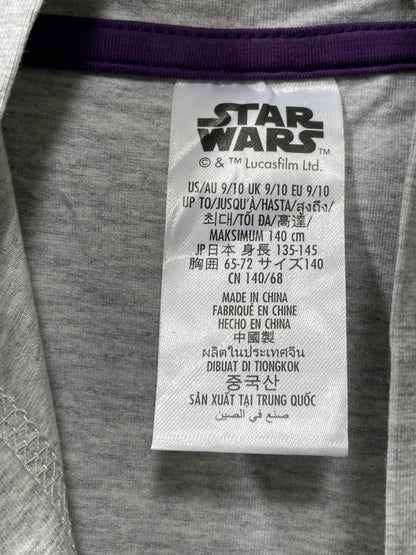 STAR
WARS™
© & ™ Lucasfilm Ltd.
US/AU 9/10 UK 9/10 EU 9/10
UP TO/JUSQU'À/HASTA/สูงถึง/
최대/TỐI ĐA/高達/
MAKSIMUM 140 cm
JP日本 身長 135-145
胸囲 65-72 サイズ140
CN 140/68
MADE IN CHINA
FABRIQUÉ EN CHINE
HECHO EN CHINA
中國製
ผลิตในประเทศจีน
DIBUAT DI TIONGKOK
중국산
SẢN XUẤT TẠI TRUNG QUỐC
صنع في الصين